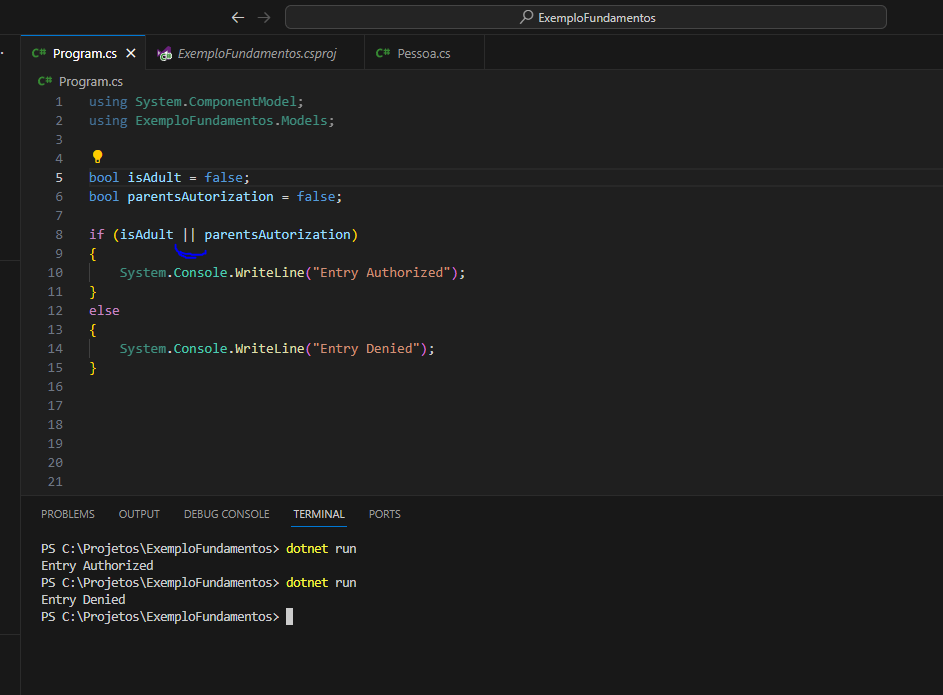 ExemploFundamentos
C# Program.cs
ExemploFundamentos.csproj
C# Pessoa.cs
C# Program.cs
1 using System.ComponentModel;
2 using ExemploFundamentos.Models;
3
4
5 bool isAdult = false;
6 bool parentsAutorization = false;
7
8 if (isAdult || parentsAutorization)
9 {
10 System.Console.WriteLine("Entry Authorized");
11 }
12 else
13 {
14 System.Console.WriteLine("Entry Denied");
15 }
16
17
18
19
20
21
PROBLEMS OUTPUT DEBUG CONSOLE TERMINAL PORTS
PS C:\Projetos\ExemploFundamentos> dotnet run
Entry Authorized
PS C:\Projetos\ExemploFundamentos> dotnet run
Entry Denied
PS C:\Projetos\ExemploFundamentos>